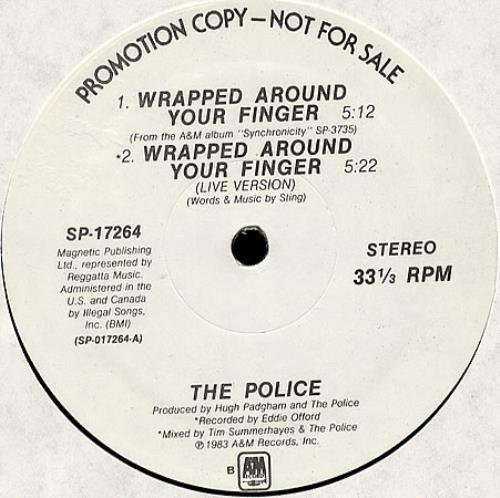 PROMOTION COPY — NOT FOR SALE
1. WRAPPED AROUND
YOUR FINGER 5:12
(From the A&M album "Synchronicity" SP-3735)
*2. WRAPPED AROUND
YOUR FINGER 5:22
(LIVE VERSION)
(Words & Music by Sting)
SP-17264
Magnetic Publishing
Ltd., represented by
Reggatta Music.
Administered in the
U.S. and Canada
by Illegal Songs,
Inc. (BMI)
(SP-017264-A)
STEREO
33 1/3 RPM
THE POLICE
Produced by Hugh Padgham and The Police
*Recorded by Eddie Offord
*Mixed by Tim Summerhayes & The Police
℗ 1983 A&M Records, Inc.
B
A&M
RECORDS